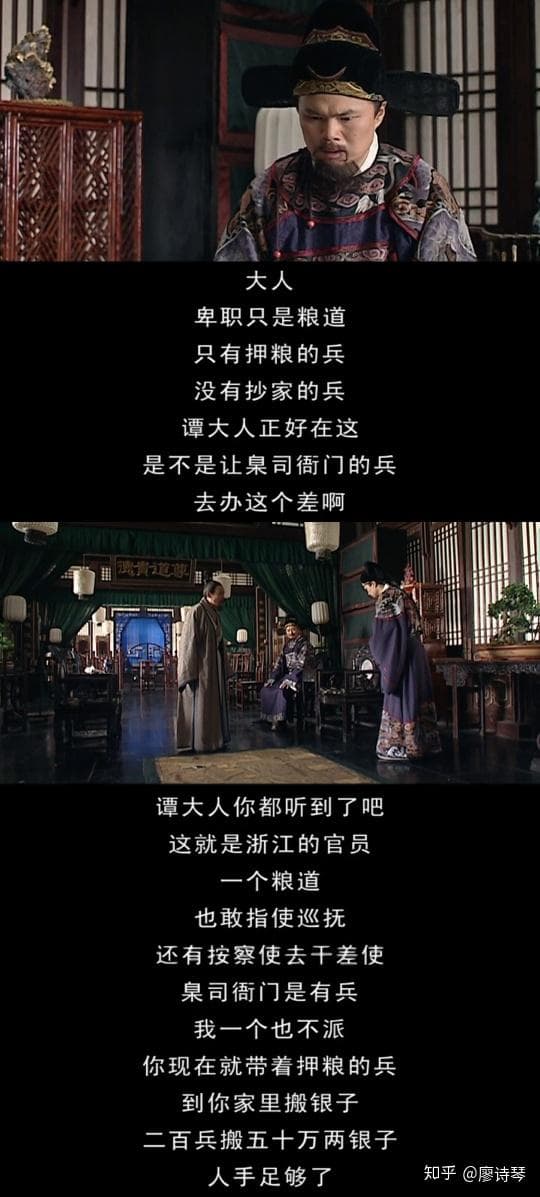 大人
卑职只是粮道
只有押粮的兵
没有抄家的兵
谭大人正好在这
是不是让臬司衙门的兵
去办这个差啊
谭大人你都听到了吧
这就是浙江的官员
一个粮道
也敢指使巡抚
还有按察使去干差使
臬司衙门是有兵
我一个也不派
你现在就带着押粮的兵
到你家里搬银子
二百兵搬五十万两银子
人手足够了
知乎 @廖诗琴